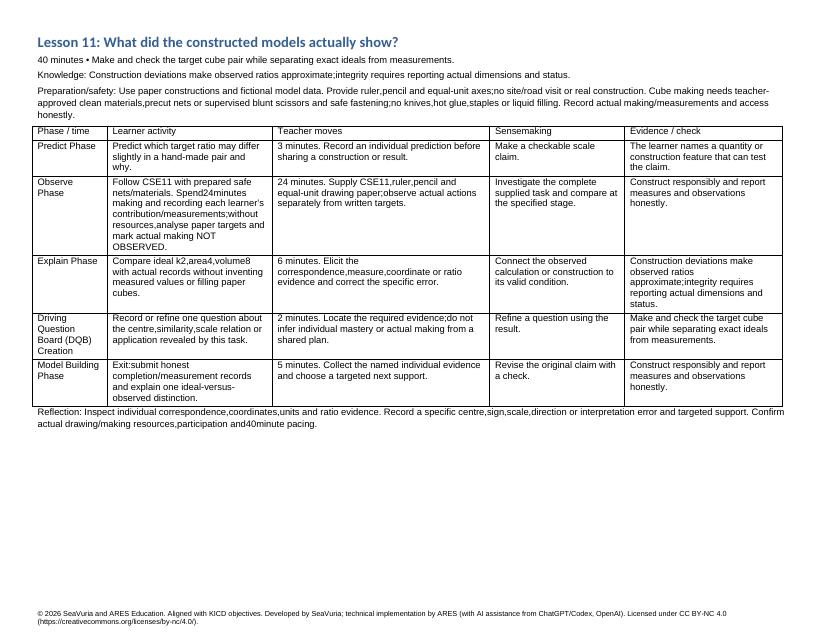 Lesson 11: What did the constructed models actually show?
40 minutes • Make and check the target cube pair while separating exact ideals from measurements.
Knowledge: Construction deviations make observed ratios approximate;integrity requires reporting actual dimensions and status.
Preparation/safety: Use paper constructions and fictional model data. Provide ruler,pencil and equal-unit axes;no site/road visit or real construction. Cube making needs teacher-
approved clean materials,precut nets or supervised blunt scissors and safe fastening;no knives,hot glue,staples or liquid filling. Record actual making/measurements and access
honestly.
Phase / time
Learner activity
Teacher moves
Sensemaking
Evidence / check
Predict Phase
Predict which target ratio may differ
slightly in a hand-made pair and
why.
3 minutes. Record an individual prediction before
sharing a construction or result.
Make a checkable scale
claim.
The learner names a quantity or
construction feature that can test
the claim.
Observe
Phase
Follow CSE11 with prepared safe
nets/materials. Spend24minutes
making and recording each learner's
contribution/measurements;without
resources,analyse paper targets and
mark actual making NOT
OBSERVED.
24 minutes. Supply CSE11,ruler,pencil and
equal-unit drawing paper;observe actual actions
separately from written targets.
Investigate the complete
supplied task and compare at
the specified stage.
Construct responsibly and report
measures and observations
honestly.
Explain Phase
Compare ideal k2,area4,volume8
with actual records without inventing
measured values or filling paper
cubes.
6 minutes. Elicit the
correspondence,measure,coordinate or ratio
evidence and correct the specific error.
Connect the observed
calculation or construction to
its valid condition.
Construction deviations make
observed ratios
approximate;integrity requires
reporting actual dimensions and
status.
Driving
Question
Board (DQB)
Creation
Record or refine one question about
the centre,similarity,scale relation or
application revealed by this task.
2 minutes. Locate the required evidence;do not
infer individual mastery or actual making from a
shared plan.
Refine a question using the
result.
Make and check the target cube
pair while separating exact ideals
from measurements.
Model Building
Phase
Exit:submit honest
completion/measurement records
and explain one ideal-versus-
observed distinction.
5 minutes. Collect the named individual evidence
and choose a targeted next support.
Revise the original claim with
a check.
Construct responsibly and report
measures and observations
honestly.
Reflection: Inspect individual correspondence,coordinates,units and ratio evidence. Record a specific centre,sign,scale,direction or interpretation error and targeted support. Confirm
actual drawing/making resources,participation and40minute pacing.
© 2026 SeaVuria and ARES Education. Aligned with KICD objectives. Developed by SeaVuria; technical implementation by ARES (with AI assistance from ChatGPT/Codex, OpenAI). Licensed under CC BY-NC 4.0
(https://creativecommons.org/licenses/by-nc/4.0/).